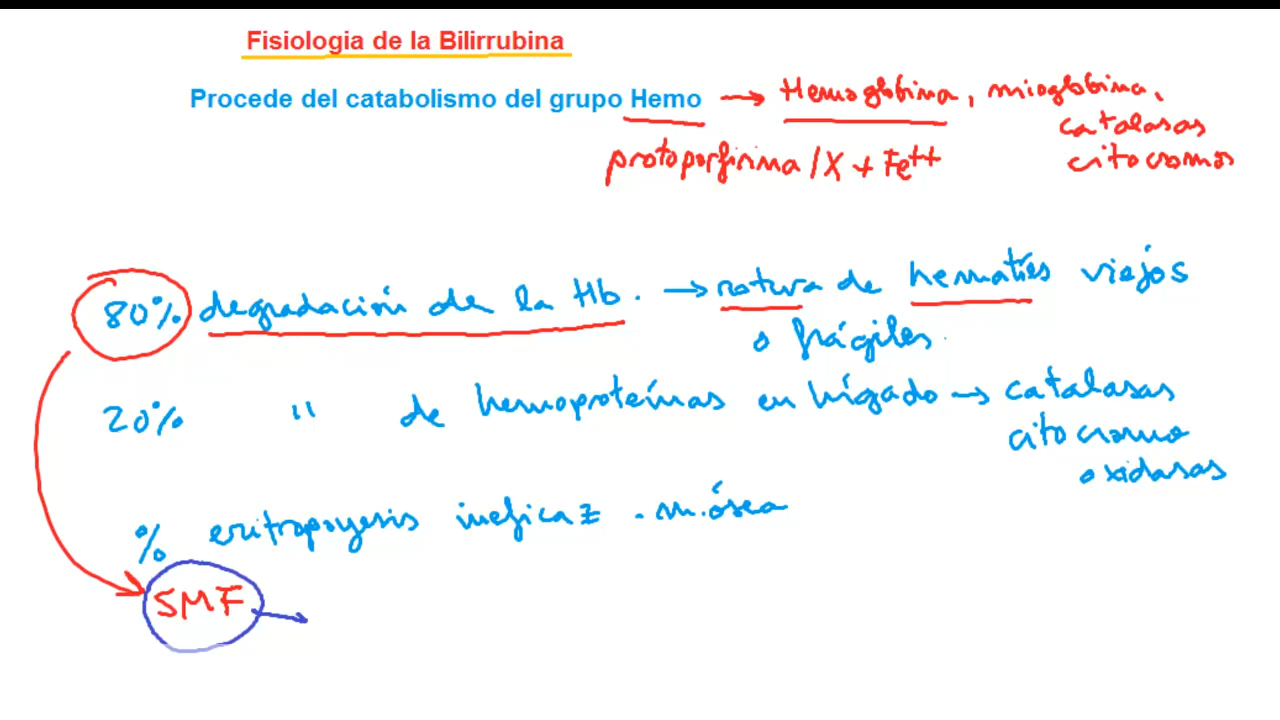 Fisiologia de la Bilirrubina
Procede del catabolismo del grupo Hemo → Hemoglobina, mioglobina,
catalasas
citocromos
protoporfirina IX + Fe++
80% degradación de la Hb. → rotura de hematíes viejos
o frágiles.
20% " de hemoproteínas en hígado → catalasas
citocromo
oxidasas
% eritropoyesis ineficaz . m. ósea
SMF →